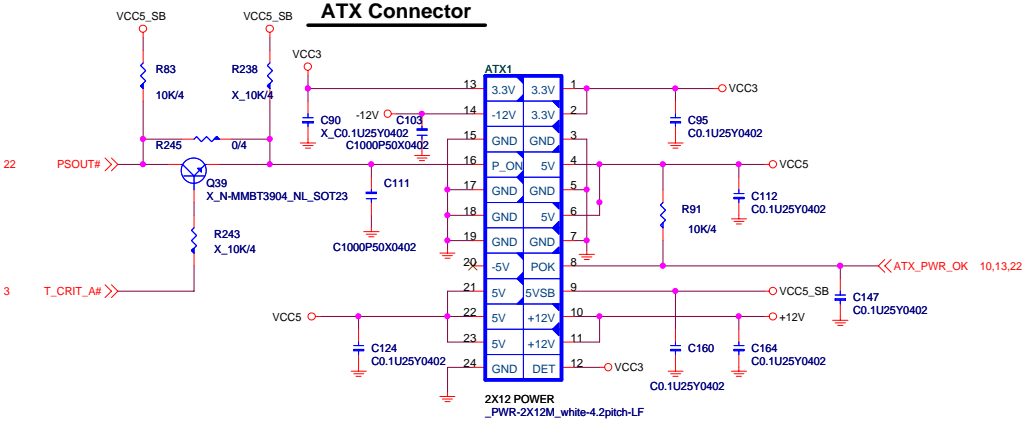 ATX Connector
VCC5_SB
VCC5_SB
R83
10K/4
R238
X_10K/4
VCC3
R245
0/4
22
PSOUT#
Q39
X_N-MMBT3904_NL_SOT23
R243
X_10K/4
3
T_CRIT_A#
-12V
C90
X_C0.1U25Y0402
C103
C1000P50X0402
C111
C1000P50X0402
VCC5
C124
C0.1U25Y0402
ATX1
13 3.3V 3.3V 1
14 -12V 3.3V 2
15 GND GND 3
16 P_ON 5V 4
17 GND GND 5
18 GND 5V 6
19 GND GND 7
20 -5V POK 8
21 5V 5VSB 9
22 5V +12V 10
23 5V +12V 11
24 GND DET 12
2X12 POWER
_PWR-2X12M_white-4.2pitch-LF
VCC3
C95
C0.1U25Y0402
VCC5
C112
C0.1U25Y0402
R91
10K/4
ATX_PWR_OK 10,13,22
VCC5_SB
C147
C0.1U25Y0402
+12V
C160
C0.1U25Y0402
C164
C0.1U25Y0402
VCC3